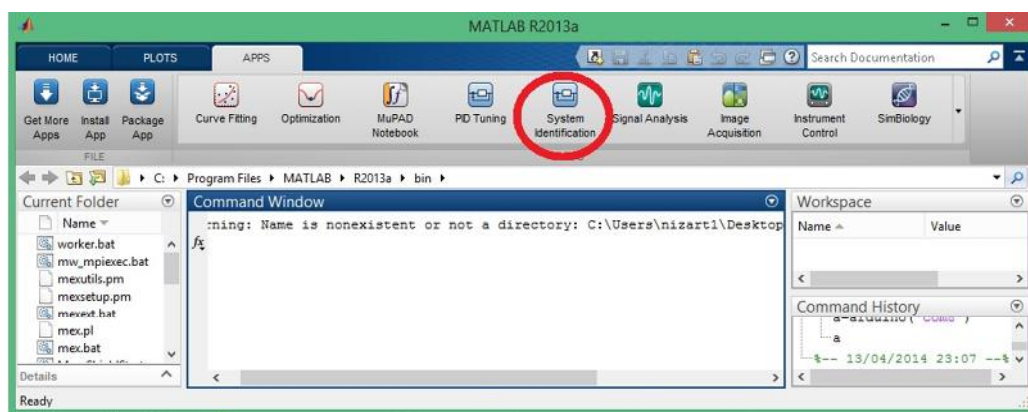 MATLAB R2013a
HOME PLOTS APPS Search Documentation
Get More Apps
Install App
Package App
Curve Fitting
Optimization
MuPAD Notebook
PID Tuning
System Identification
Signal Analysis
Image Acquisition
Instrument Control
SimBiology
FILE
C: Program Files MATLAB R2013a bin
Current Folder
Name
worker.bat
mw_mpiexec.bat
mexutils.pm
mexsetup.pm
mexext.bat
mex.pl
mex.bat
Details
Command Window
rning: Name is nonexistent or not a directory: C:\Users\nizart1\Desktop
fx
Workspace
Name Value
Command History
a
%-- 13/04/2014 23:07 --%
Ready